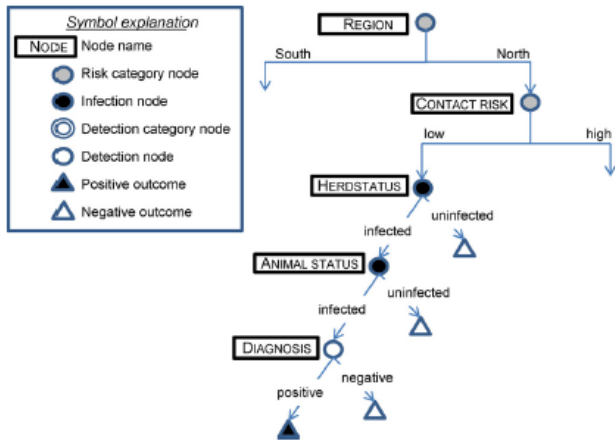 Symbol explanation
NODE Node name
Risk category node
Infection node
Detection category node
Detection node
Positive outcome
Negative outcome
REGION
South North
CONTACT RISK
low high
HERDSTATUS
infected uninfected
ANIMAL STATUS
infected uninfected
DIAGNOSIS
positive negative